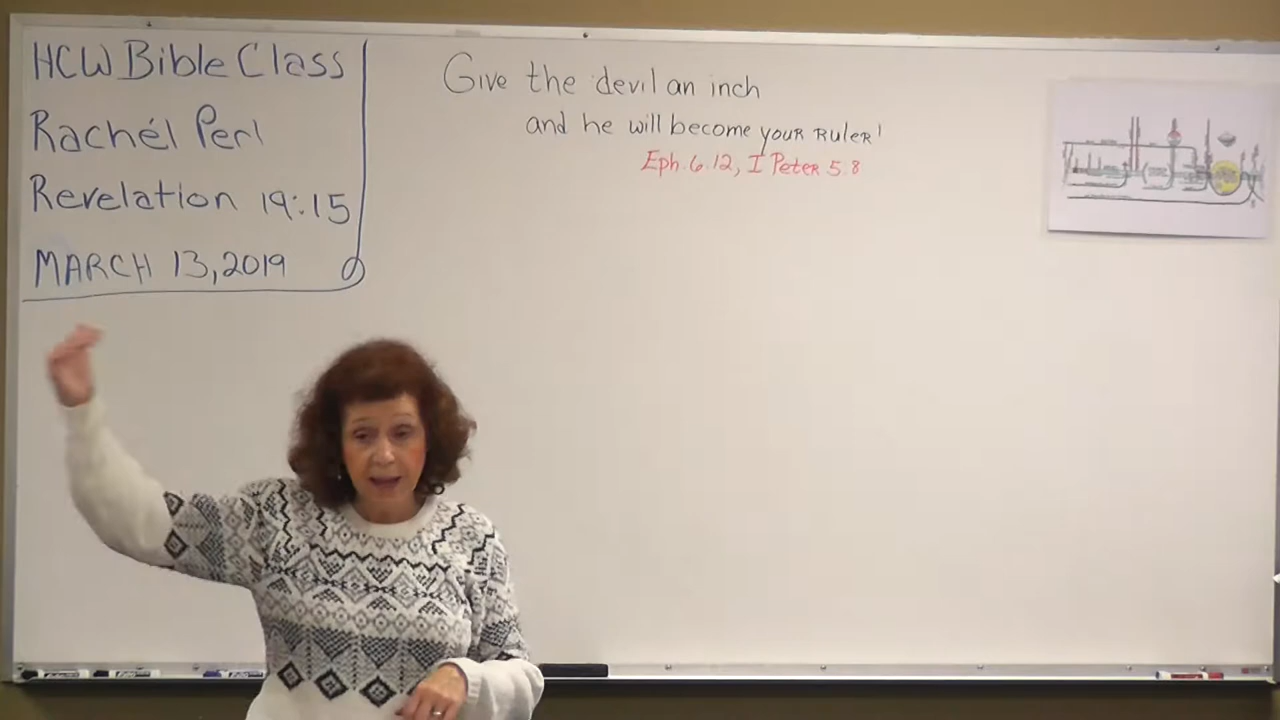 HCW Bible Class
Rachél Perl
Revelation 19:15
MARCH 13, 2019
Give the devil an inch
and he will become your RuleR!
Eph. 6.12, I Peter 5.8